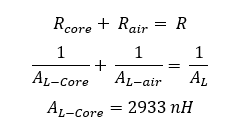 R_core + R_air = R
1/A_L−Core + 1/A_L−air = 1/A_L
A_L−Core = 2933 nH